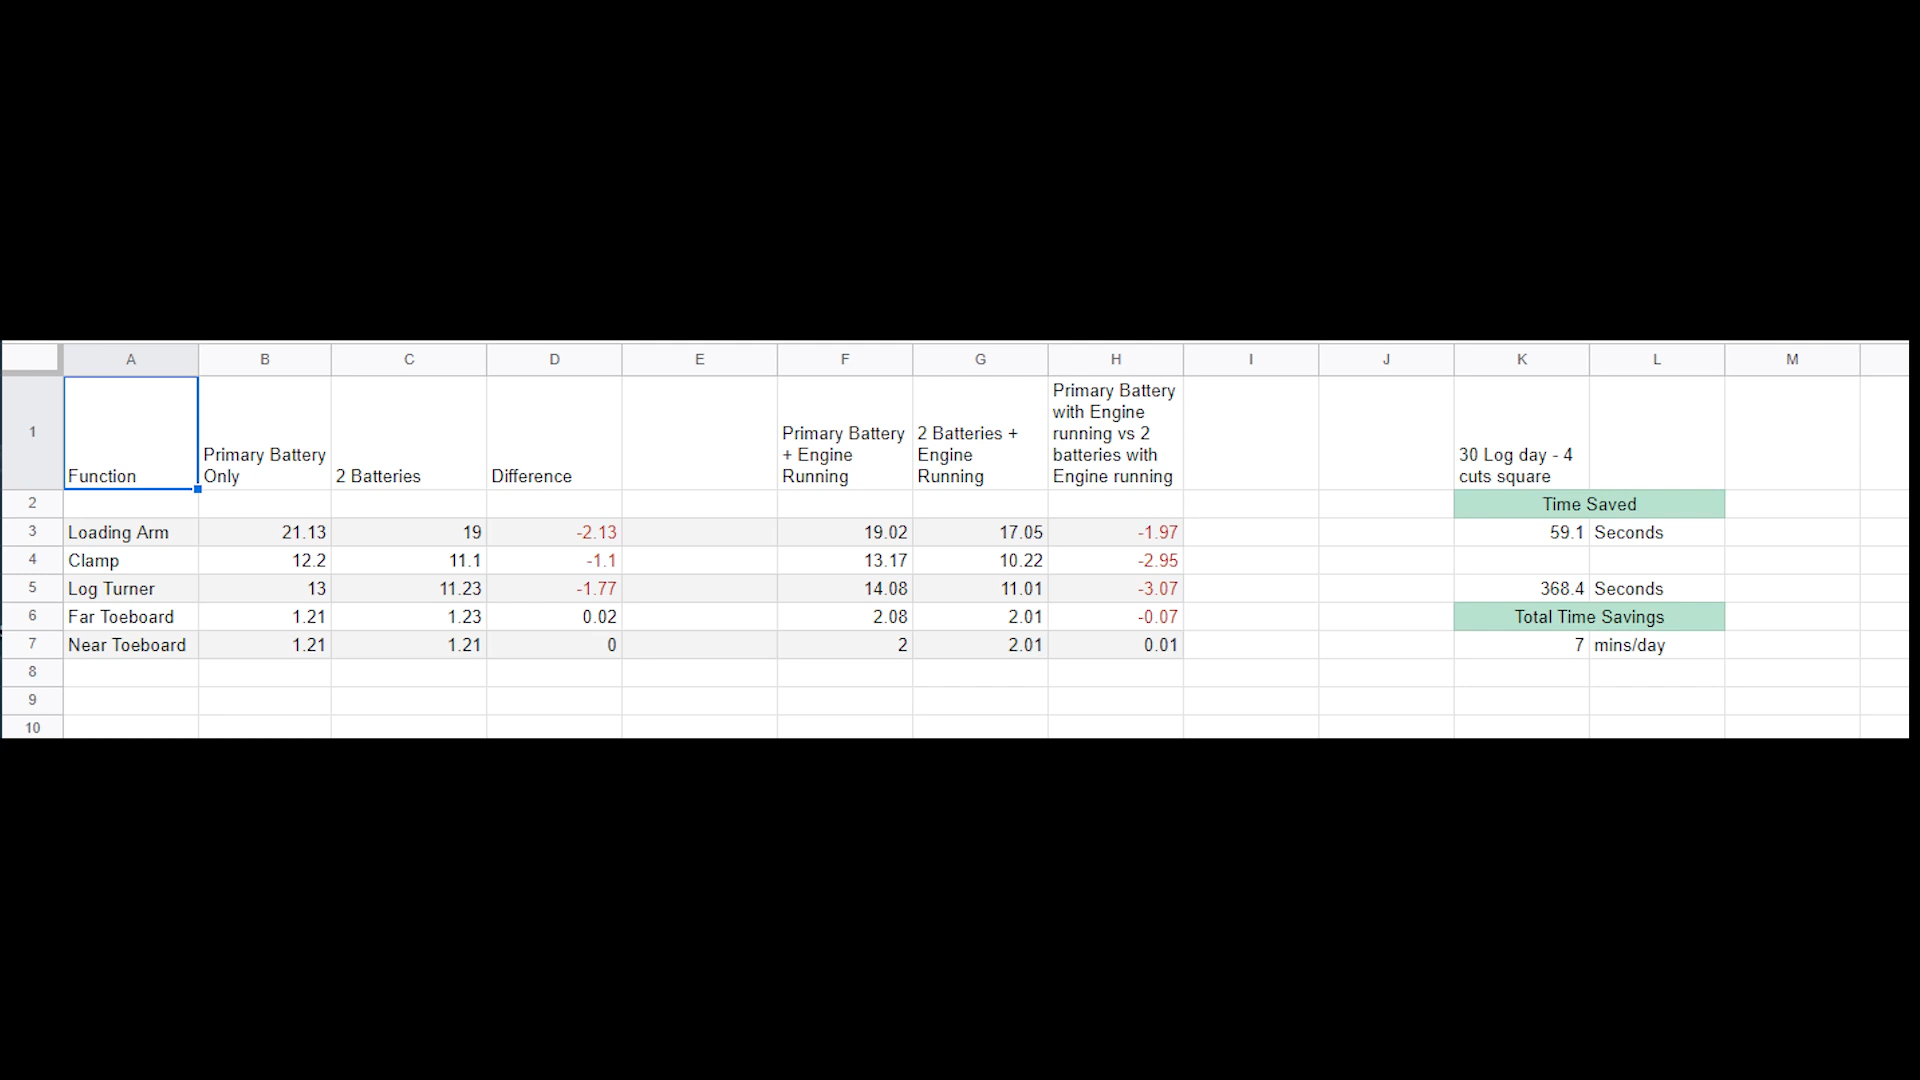 A B C D E F G H I J K L M
1 Function Primary Battery Only 2 Batteries Difference Primary Battery + Engine Running 2 Batteries + Engine Running Primary Battery with Engine running vs 2 batteries with Engine running 30 Log day - 4 cuts square
2 Time Saved
3 Loading Arm 21.13 19 -2.13 19.02 17.05 -1.97 59.1 Seconds
4 Clamp 12.2 11.1 -1.1 13.17 10.22 -2.95
5 Log Turner 13 11.23 -1.77 14.08 11.01 -3.07 368.4 Seconds
6 Far Toeboard 1.21 1.23 0.02 2.08 2.01 -0.07 Total Time Savings
7 Near Toeboard 1.21 1.21 0 2 2.01 0.01 7 mins/day
8
9
10